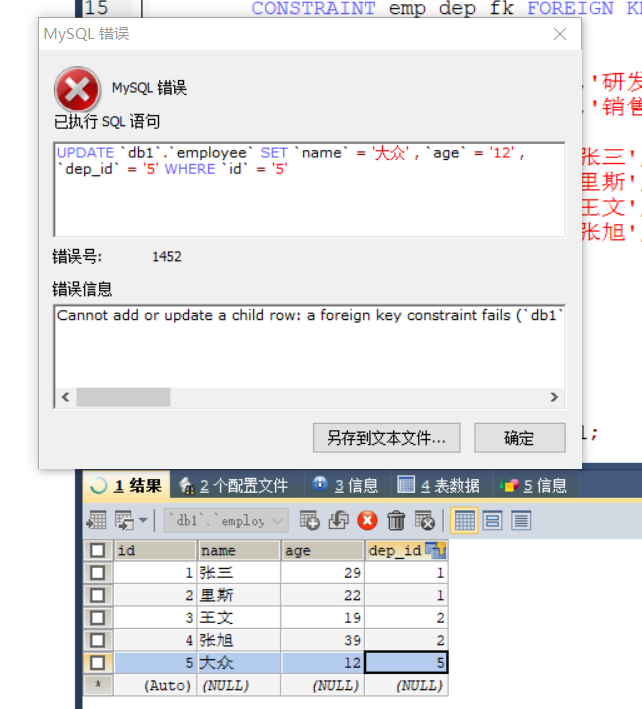 15 CONSTRAINT emp_dep_fk FOREIGN KE
MySQL 错误
MySQL 错误
已执行 SQL 语句
,'研发
,'销售
UPDATE `db1`.`employee` SET `name` = '大众' , `age` = '12' ,
`dep_id` = '5' WHERE `id` = '5'
张三',
里斯',
王文',
张旭',
错误号: 1452
错误信息
Cannot add or update a child row: a foreign key constraint fails (`db1`
另存到文本文件... 确定
;
1 结果 2 个配置文件 3 信息 4 表数据 5 信息
`db1`.`employ
id name age dep_id
1 张三 29 1
2 里斯 22 1
3 王文 19 2
4 张旭 39 2
5 大众 12 5
* (Auto) (NULL) (NULL) (NULL)